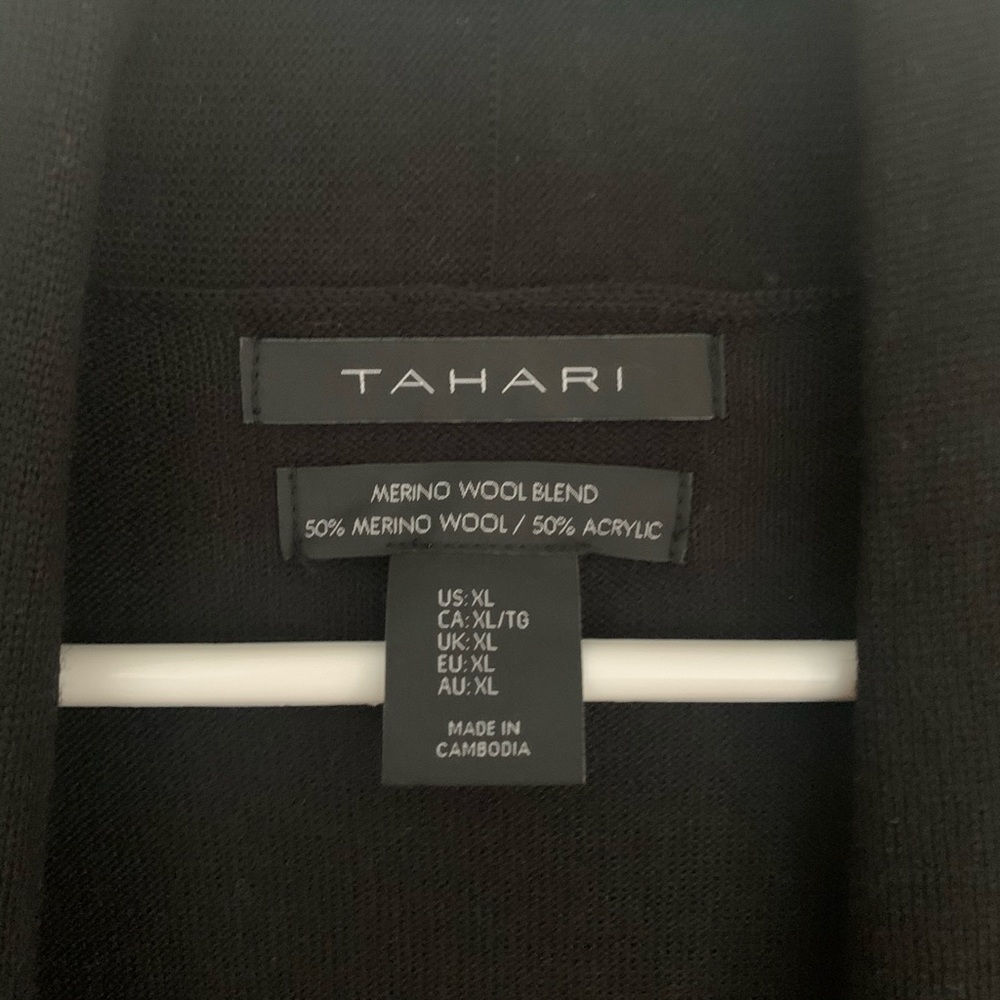 TAHARI
MERINO WOOL BLEND
50% MERINO WOOL / 50% ACRYLIC
US: XL
CA: XL/TG
UK: XL
EU: XL
AU: XL
MADE IN
CAMBODIA